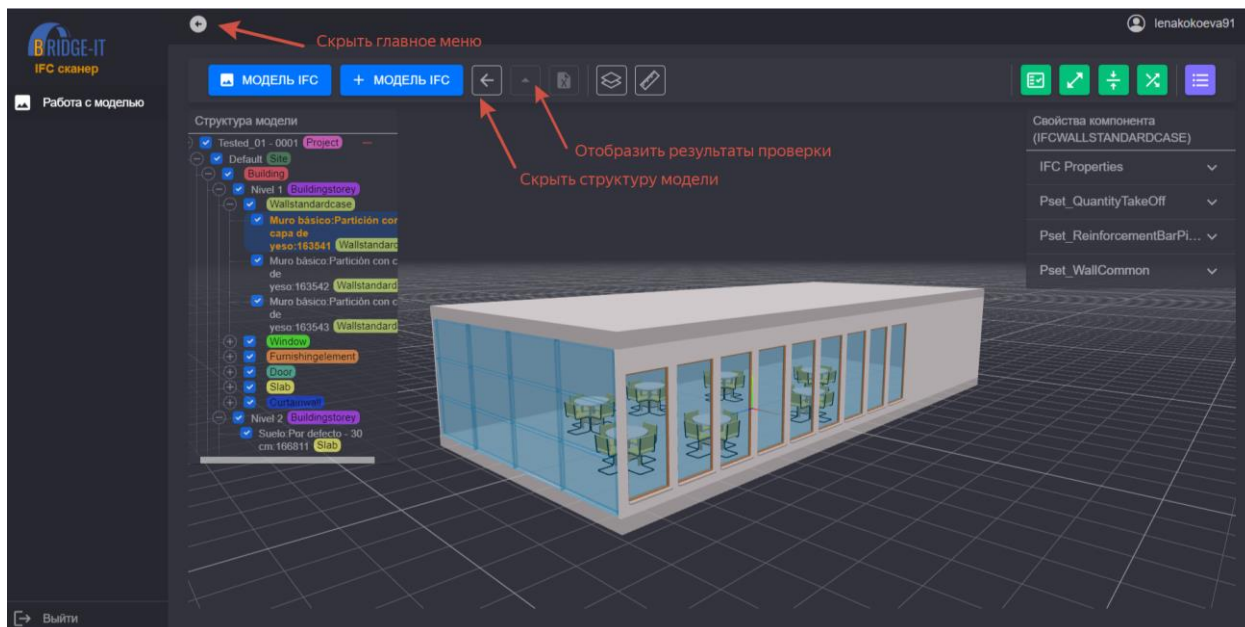 BRIDGE-IT
IFC сканер
Работа с моделью
Выйти
Скрыть главное меню
lenakokoeva91
МОДЕЛЬ IFC
+ МОДЕЛЬ IFC
Отобразить результаты проверки
Скрыть структуру модели
Структура модели
Tested_01 - 0001 Project
Default Site
Building
Nivel 1 Buildingstorey
Wallstandardcase
Muro básico:Partición con
capa de
yeso:163541 Wallstandard
Muro básico:Partición con c
de
yeso:163542 Wallstandard
Muro básico:Partición con c
de
yeso:163543 Wallstandard
Window
Furnishingelement
Door
Slab
Curtainwall
Nivel 2 Buildingstorey
Suelo:Por defecto - 30
cm:166811 Slab
Свойства компонента
(IFCWALLSTANDARDCASE)
IFC Properties
Pset_QuantityTakeOff
Pset_ReinforcementBarPi...
Pset_WallCommon